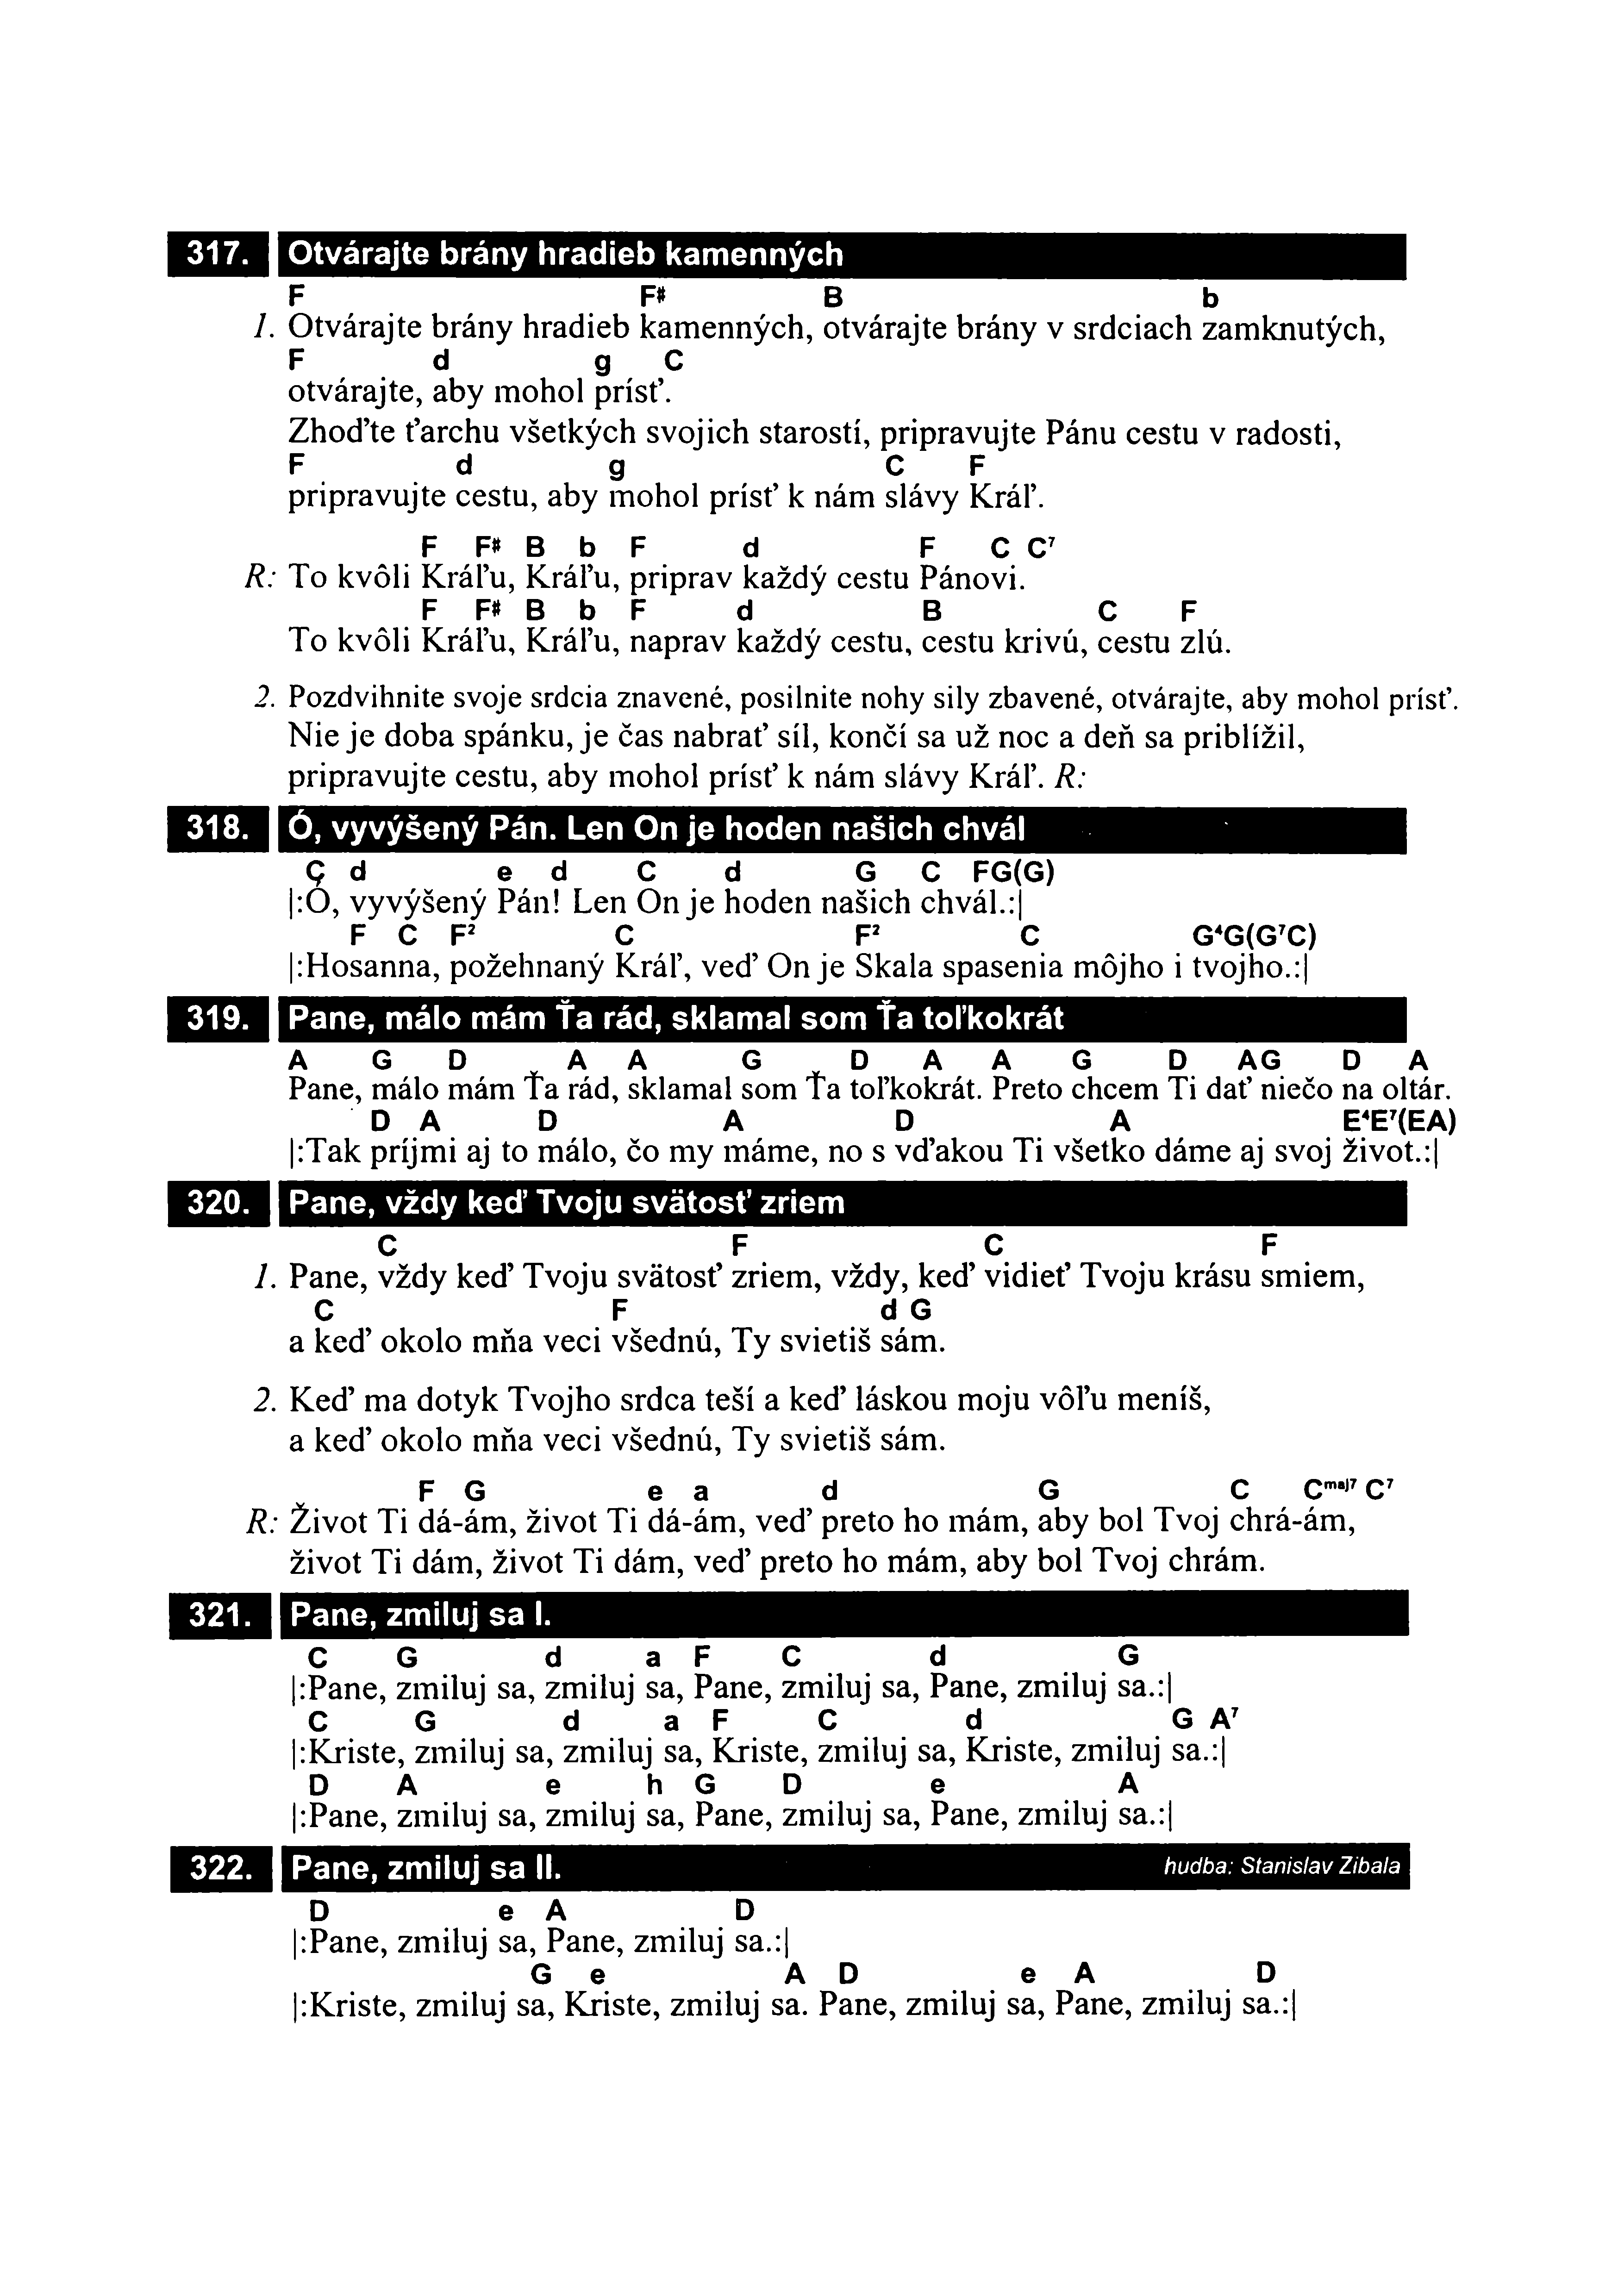 317. Otvárajte brány hradieb kamenných
F F# B b
1. Otvárajte brány hradieb kamenných, otvárajte brány v srdciach zamknutých,
F d g C
otvárajte, aby mohol prísť.
Zhoďte ťarchu všetkých svojich starostí, pripravujte Pánu cestu v radosti,
F d g C F
pripravujte cestu, aby mohol prísť k nám slávy Kráľ.
F F# B b F d F C C7
R: To kvôli Kráľu, Kráľu, priprav každý cestu Pánovi.
F F# B b F d B C F
To kvôli Kráľu, Kráľu, naprav každý cestu, cestu krivú, cestu zlú.
2. Pozdvihnite svoje srdcia znavené, posilnite nohy sily zbavené, otvárajte, aby mohol prísť.
Nie je doba spánku, je čas nabrať síl, končí sa už noc a deň sa priblížil,
pripravujte cestu, aby mohol prísť k nám slávy Kráľ. R:
318. Ó, vyvýšený Pán. Len On je hoden našich chvál
C d e d C d G C FG(G)
|:Ó, vyvýšený Pán! Len On je hoden našich chvál.:|
F C F2 C F2 C G4G(G7C)
|:Hosanna, požehnaný Kráľ, veď On je Skala spasenia môjho i tvojho.:|
319. Pane, málo mám Ťa rád, sklamal som Ťa toľkokrát
A G D A A G D A A G D AG D A
Pane, málo mám Ťa rád, sklamal som Ťa toľkokrát. Preto chcem Ti dať niečo na oltár.
D A D A D A E4E7(EA)
|:Tak príjmi aj to málo, čo my máme, no s vďakou Ti všetko dáme aj svoj život.:|
320. Pane, vždy keď Tvoju svätosť zriem
C F C F
1. Pane, vždy keď Tvoju svätosť zriem, vždy, keď vidieť Tvoju krásu smiem,
C F d G
a keď okolo mňa veci všednú, Ty svietiš sám.
2. Keď ma dotyk Tvojho srdca teší a keď láskou moju vôľu meníš,
a keď okolo mňa veci všednú, Ty svietiš sám.
F G e a d G C Cmaj7 C7
R: Život Ti dá-ám, život Ti dá-ám, veď preto ho mám, aby bol Tvoj chrá-ám,
život Ti dám, život Ti dám, veď preto ho mám, aby bol Tvoj chrám.
321. Pane, zmiluj sa I.
C G d a F C d G
|:Pane, zmiluj sa, zmiluj sa, Pane, zmiluj sa, Pane, zmiluj sa.:|
C G d a F C d G A7
|:Kriste, zmiluj sa, zmiluj sa, Kriste, zmiluj sa, Kriste, zmiluj sa.:|
D A e h G D e A
|:Pane, zmiluj sa, zmiluj sa, Pane, zmiluj sa, Pane, zmiluj sa.:|
322. Pane, zmiluj sa II. hudba: Stanislav Zibala
D e A D
|:Pane, zmiluj sa, Pane, zmiluj sa.:|
G e A D e A D
|:Kriste, zmiluj sa, Kriste, zmiluj sa. Pane, zmiluj sa, Pane, zmiluj sa.:|